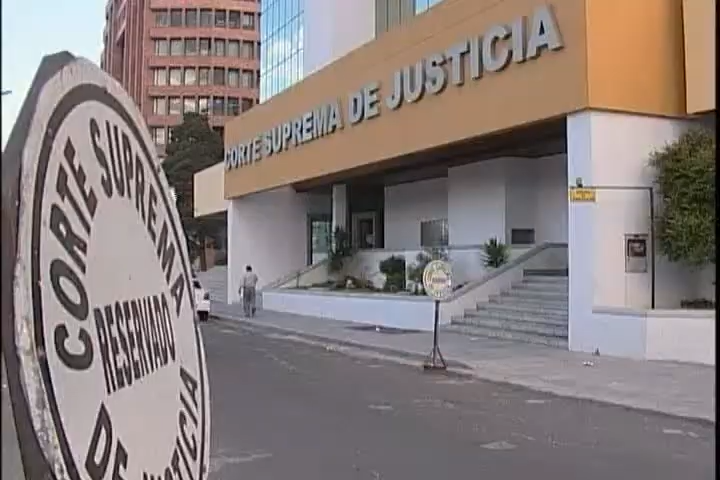 CORTE SUPREMA DE JUSTICIA
CORTE SUPREMA
RESERVADO
DE JUSTICIA